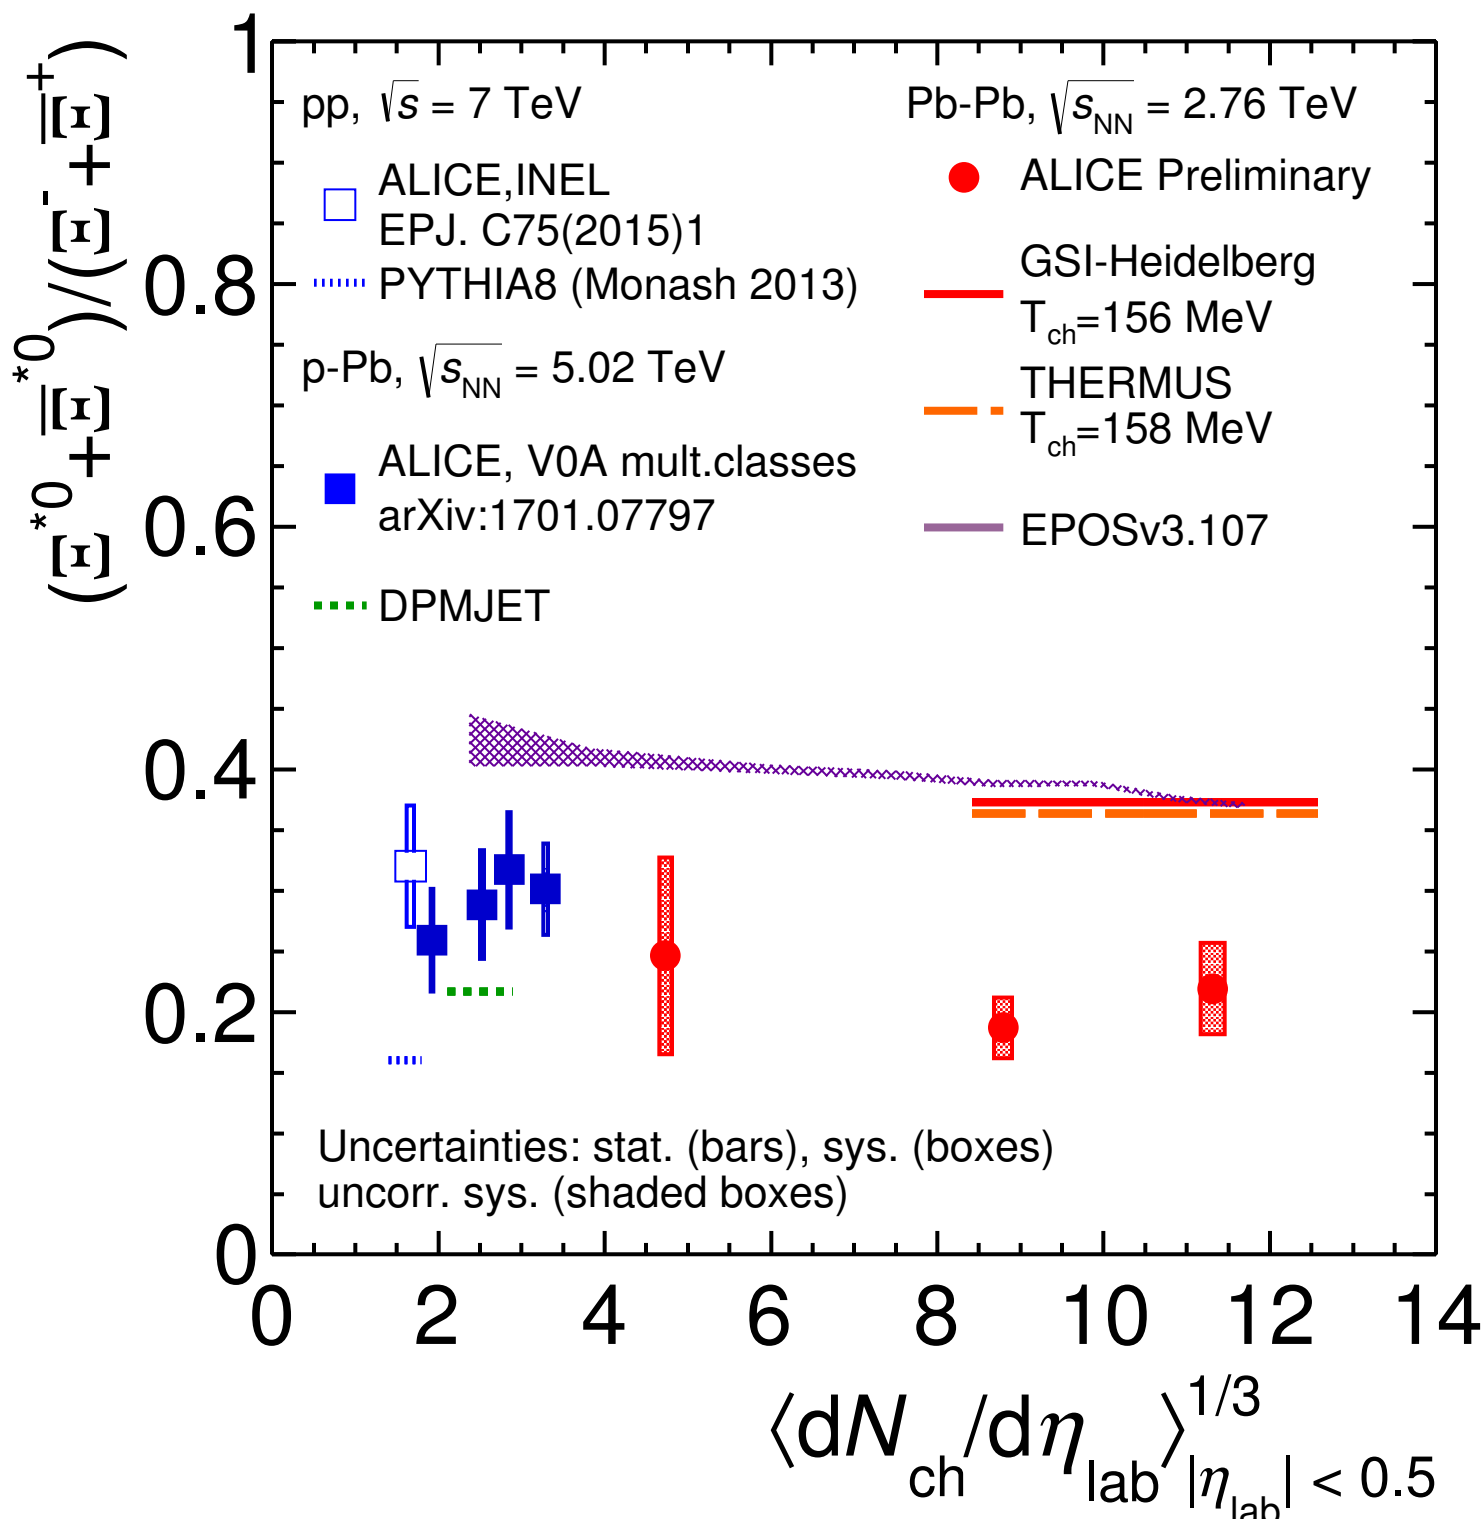 (Ξ*0+Ξ̅*0)/(Ξ-+Ξ̅+)
1
0.8
0.6
0.4
0.2
0
pp, √s = 7 TeV
ALICE,INEL
EPJ. C75(2015)1
PYTHIA8 (Monash 2013)
p-Pb, √sNN = 5.02 TeV
ALICE, V0A mult.classes
arXiv:1701.07797
DPMJET
Pb-Pb, √sNN = 2.76 TeV
ALICE Preliminary
GSI-Heidelberg
Tch=156 MeV
THERMUS
Tch=158 MeV
EPOSv3.107
Uncertainties: stat. (bars), sys. (boxes)
uncorr. sys. (shaded boxes)
0 2 4 6 8 10 12 14
⟨dNch/dηlab⟩1/3 |ηlab| < 0.5